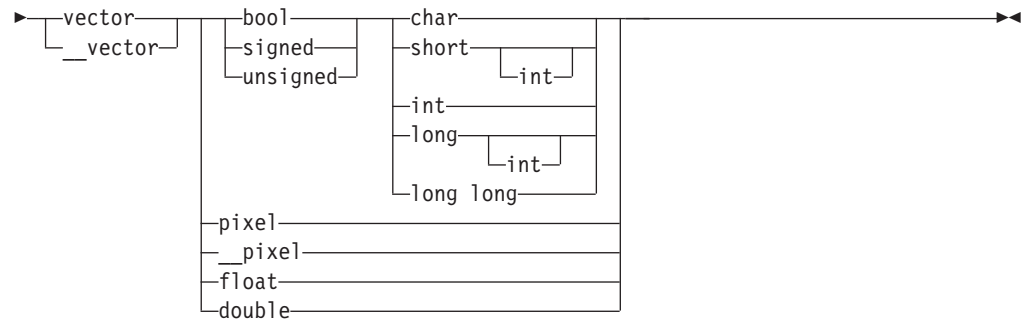 vector bool char
__vector signed short
unsigned int
int
long
int
long long
pixel
__pixel
float
double